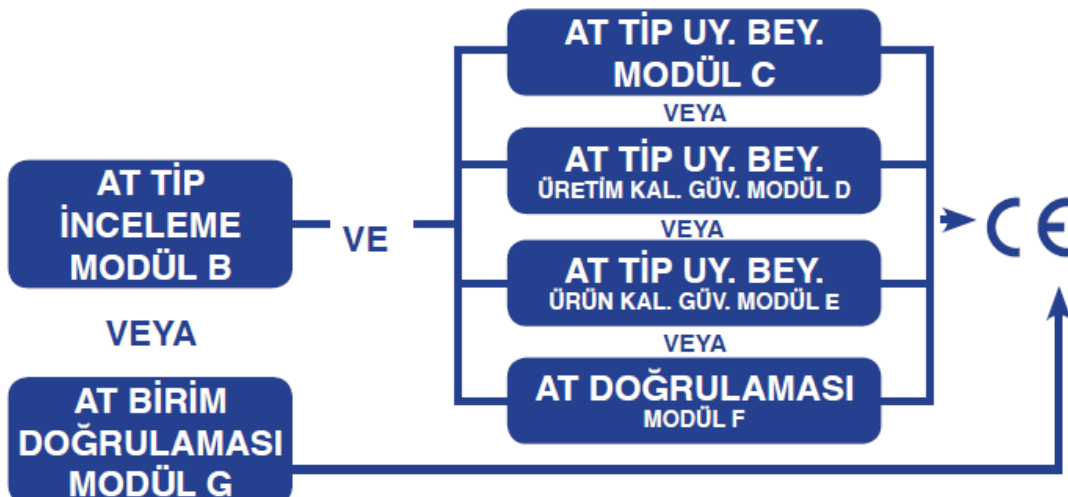 AT TİP
İNCELEME
MODÜL B
VEYA
AT BİRİM
DOĞRULAMASI
MODÜL G
VE
AT TİP UY. BEY.
MODÜL C
VEYA
AT TİP UY. BEY.
ÜRETİM KAL. GÜV. MODÜL D
VEYA
AT TİP UY. BEY.
ÜRÜN KAL. GÜV. MODÜL E
VEYA
AT DOĞRULAMASI
MODÜL F
CE